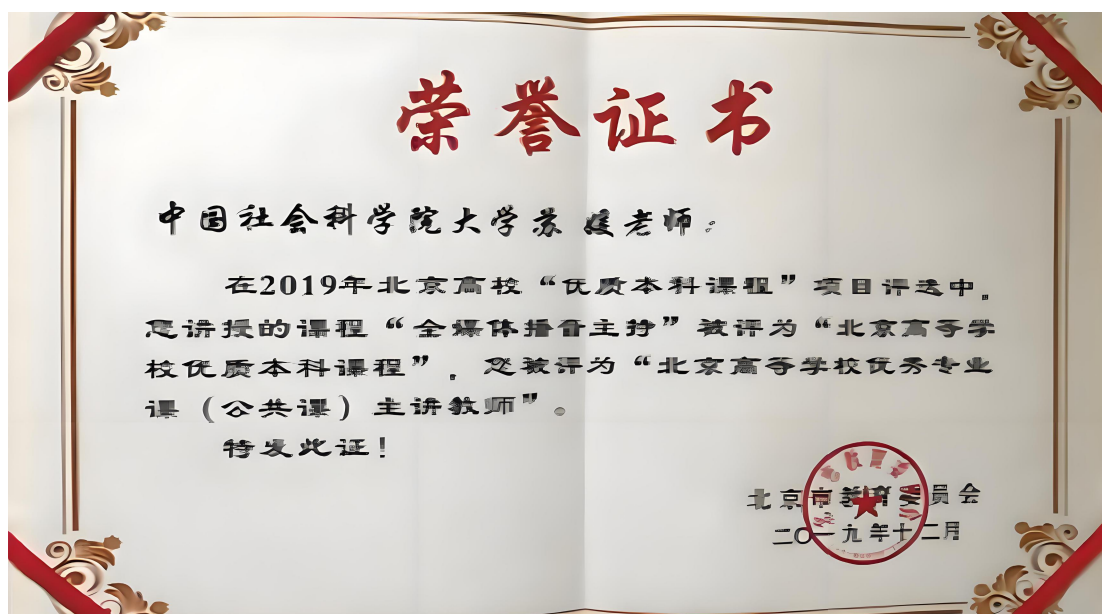 荣誉证书
中国社会科学院大学苏 老师:
在2019年北京高校“优质本科课程”项目评选中,
您讲授的课程“全媒体播音主持”被评为“北京高等学
校优质本科课程”,您被评为“北京高等学校优秀专业
课(公共课)主讲教师”。
特发此证!
北京市教育委员会
二〇一九年十二月